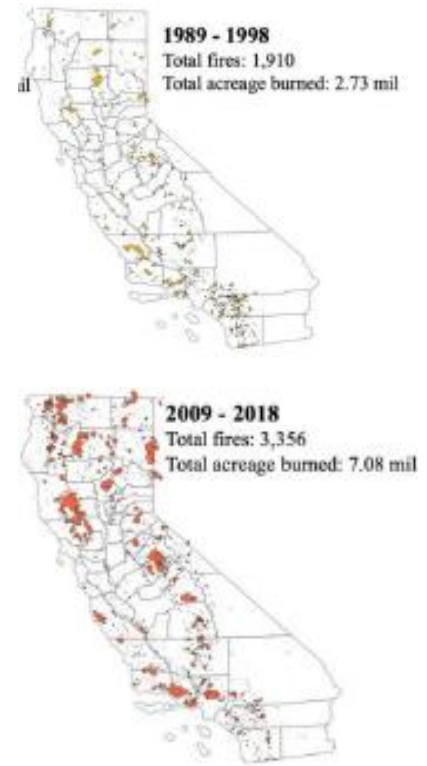 1989 - 1998
Total fires: 1,910
Total acreage burned: 2.73 mil
il
2009 - 2018
Total fires: 3,356
Total acreage burned: 7.08 mil